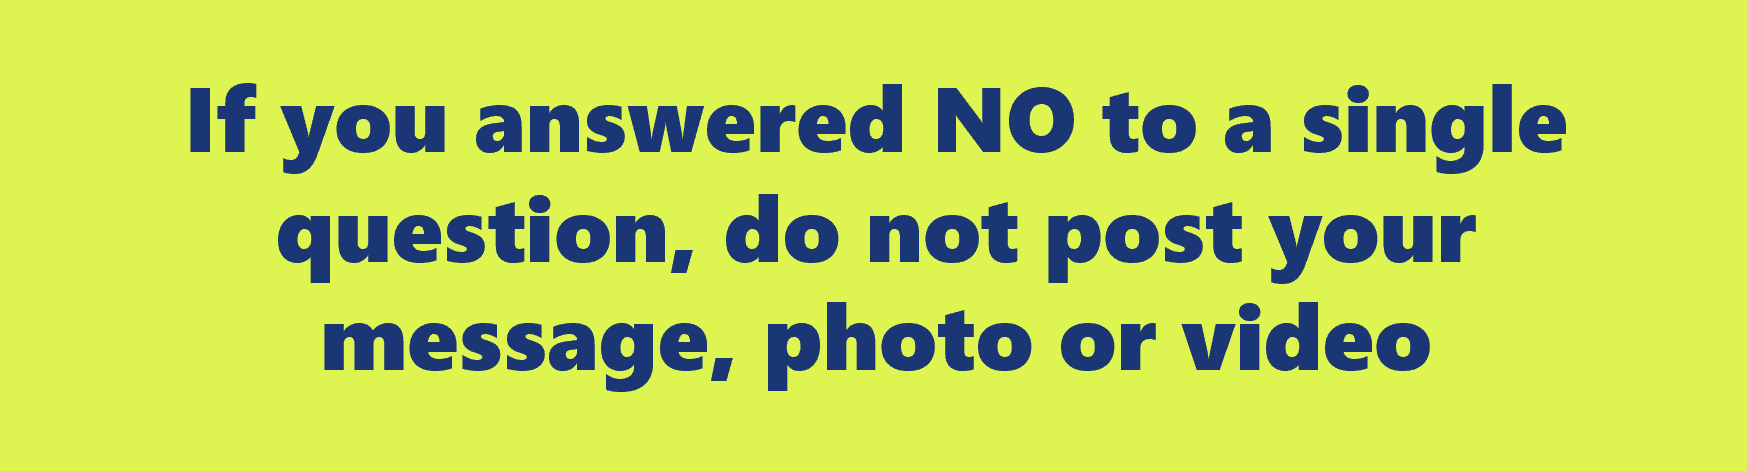 If you answered NO to a single
question, do not post your
message, photo or video